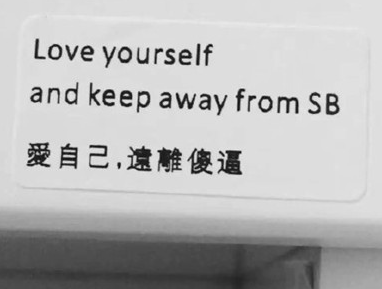 Love yourself
and keep away from SB
愛自己,遠離傻逼